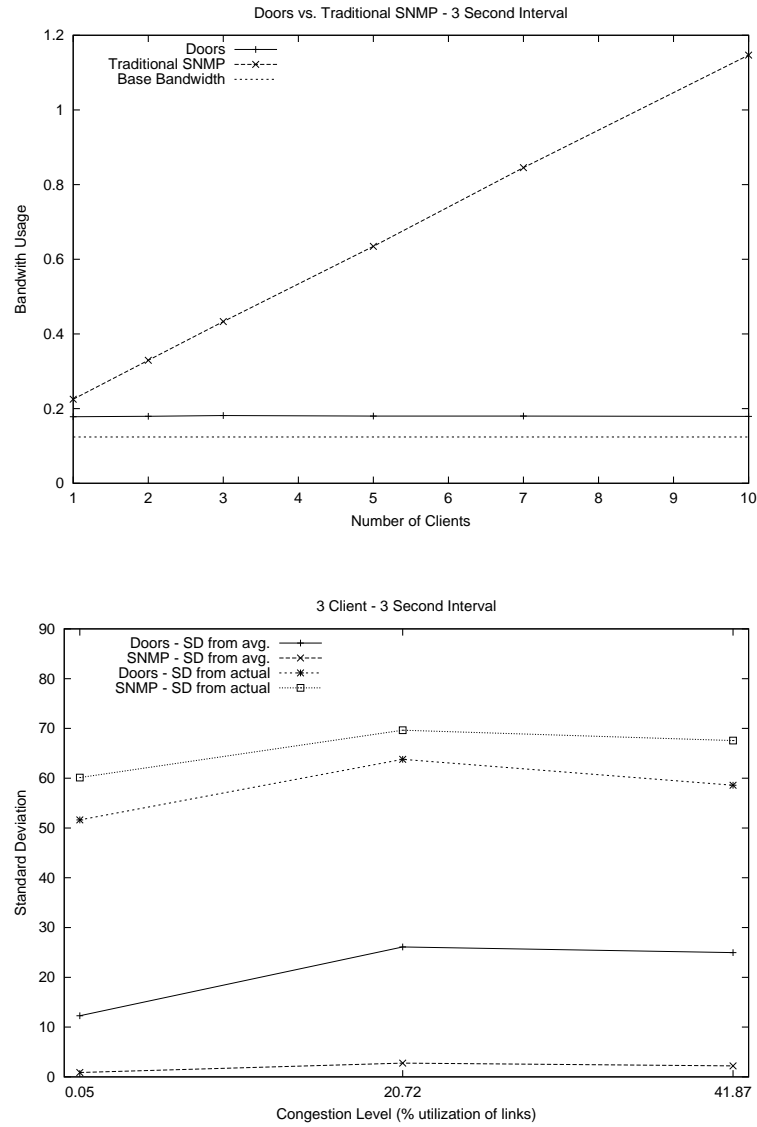 Doors vs. Traditional SNMP - 3 Second Interval
1.2
1
0.8
0.6
0.4
0.2
0
Bandwith Usage
Doors
Traditional SNMP
Base Bandwidth
1 2 3 4 5 6 7 8 9 10
Number of Clients
3 Client - 3 Second Interval
90
80
70
60
50
40
30
20
10
0
Standard Deviation
Doors - SD from avg.
SNMP - SD from avg.
Doors - SD from actual
SNMP - SD from actual
0.05 20.72 41.87
Congestion Level (% utilization of links)